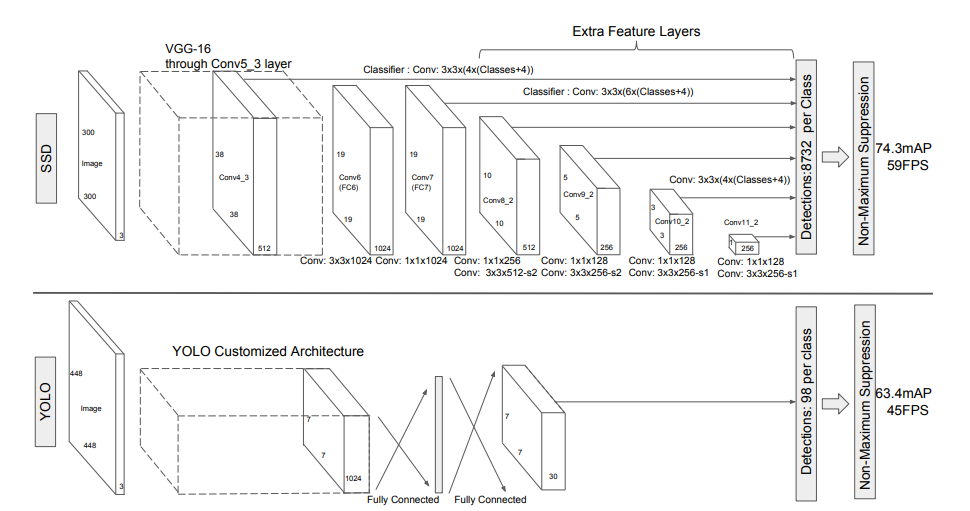 Extra Feature Layers
VGG-16
through Conv5_3 layer
Classifier : Conv: 3x3x(4x(Classes+4))
Classifier : Conv: 3x3x(6x(Classes+4))
SSD
300
Image
300
3
38
Conv4_3
38
512
19
Conv6
(FC6)
19
1024
19
Conv7
(FC7)
19
1024
10
Conv8_2
10
512
5
Conv9_2
5
256
Conv: 3x3x(4x(Classes+4))
3
Conv10_2
3
256
Conv11_2
1
256
Detections:8732 per Class
Non-Maximum Suppression
74.3mAP
59FPS
Conv: 3x3x1024
Conv: 1x1x1024
Conv: 1x1x256
Conv: 3x3x512-s2
Conv: 1x1x128
Conv: 3x3x256-s2
Conv: 1x1x128
Conv: 3x3x256-s1
Conv: 1x1x128
Conv: 3x3x256-s1
YOLO
448
Image
448
3
YOLO Customized Architecture
7
7
1024
Fully Connected
Fully Connected
7
7
30
Detections: 98 per class
Non-Maximum Suppression
63.4mAP
45FPS